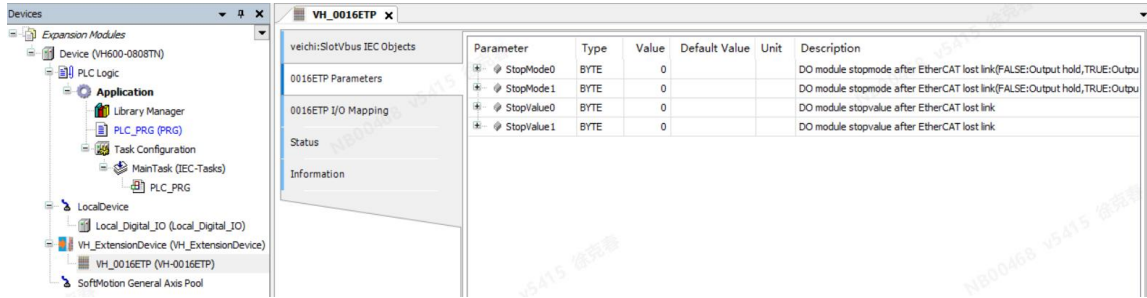 Devices
Expansion Modules
Device (VH600-0808TN)
PLC Logic
Application
Library Manager
PLC_PRG (PRG)
Task Configuration
MainTask (IEC-Tasks)
PLC_PRG
LocalDevice
Local_Digital_IO (Local_Digital_IO)
VH_ExtensionDevice (VH_ExtensionDevice)
VH_0016ETP (VH-0016ETP)
SoftMotion General Axis Pool
VH_0016ETP
veichi:SlotVbus IEC Objects
0016ETP Parameters
0016ETP I/O Mapping
Status
Information
Parameter Type Value Default Value Unit Description
StopMode0 BYTE 0 DO module stopmode after EtherCAT lost link(FALSE:Output hold,TRUE:Outpu
StopMode1 BYTE 0 DO module stopmode after EtherCAT lost link(FALSE:Output hold,TRUE:Outpu
StopValue0 BYTE 0 DO module stopvalue after EtherCAT lost link
StopValue1 BYTE 0 DO module stopvalue after EtherCAT lost link
NB00468 v5415
v5415
NB00468 v5415